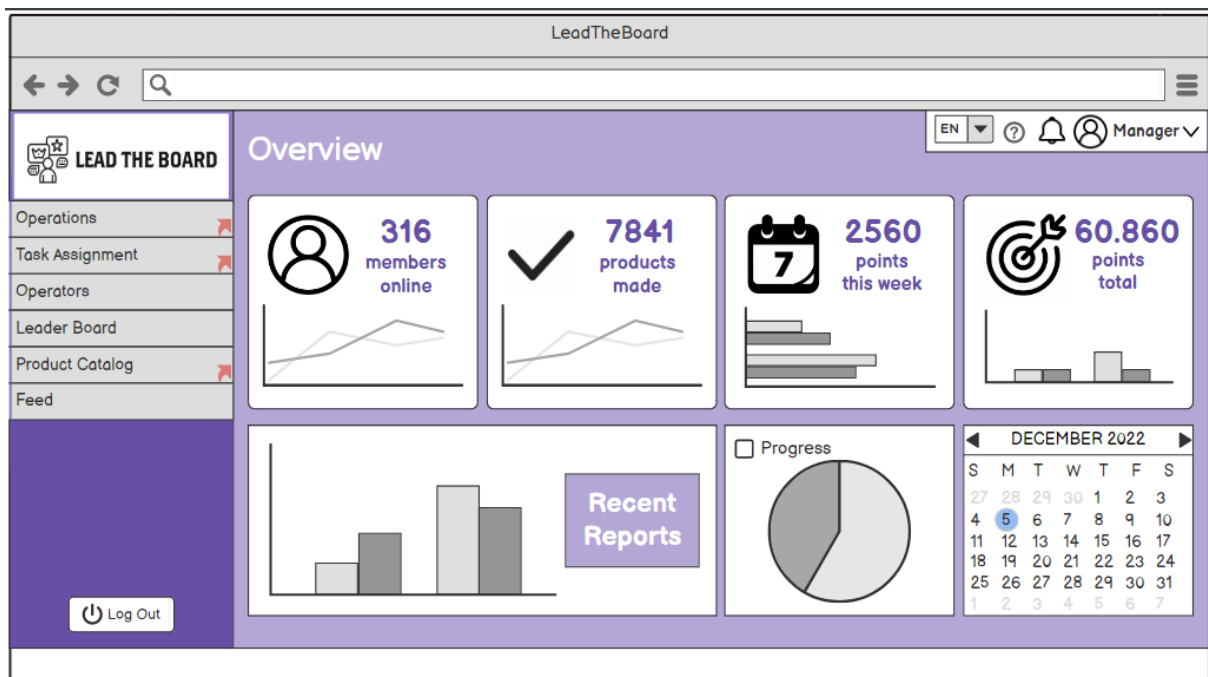 LeadTheBoard
LEAD THE BOARD
Overview
EN
Manager
Operations
Task Assignment
Operators
Leader Board
Product Catalog
Feed
Log Out
316
members
online
7841
products
made
7
2560
points
this week
60.860
points
total
Recent
Reports
Progress
DECEMBER 2022
S M T W T F S
27 28 29 30 1 2 3
4 5 6 7 8 9 10
11 12 13 14 15 16 17
18 19 20 21 22 23 24
25 26 27 28 29 30 31
1 2 3 4 5 6 7